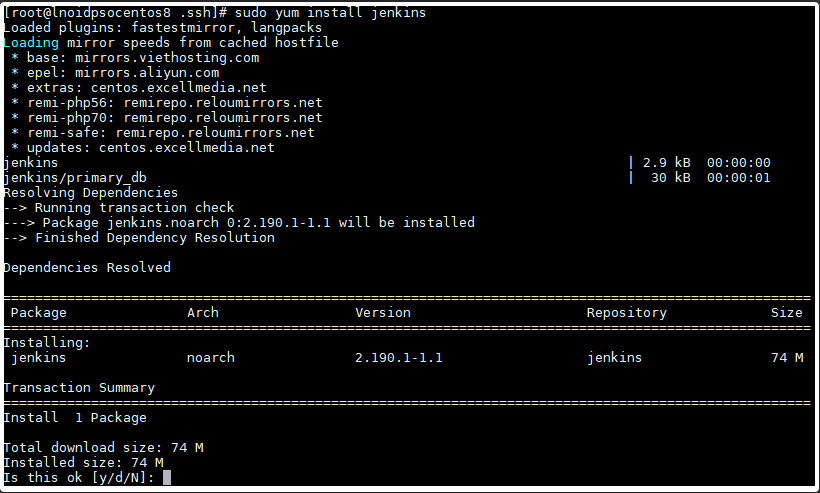 [root@lnoidpsocentos8 .ssh]# sudo yum install jenkins
Loaded plugins: fastestmirror, langpacks
Loading mirror speeds from cached hostfile
 * base: mirrors.viethosting.com
 * epel: mirrors.aliyun.com
 * extras: centos.excellmedia.net
 * remi-php56: remirepo.reloumirrors.net
 * remi-php70: remirepo.reloumirrors.net
 * remi-safe: remirepo.reloumirrors.net
 * updates: centos.excellmedia.net
jenkins | 2.9 kB 00:00:00
jenkins/primary_db | 30 kB 00:00:01
Resolving Dependencies
--> Running transaction check
---> Package jenkins.noarch 0:2.190.1-1.1 will be installed
--> Finished Dependency Resolution
Dependencies Resolved
================================================================================
Package Arch Version Repository Size
================================================================================
Installing:
 jenkins noarch 2.190.1-1.1 jenkins 74 M
Transaction Summary
================================================================================
Install  1 Package
Total download size: 74 M
Installed size: 74 M
Is this ok [y/d/N]: